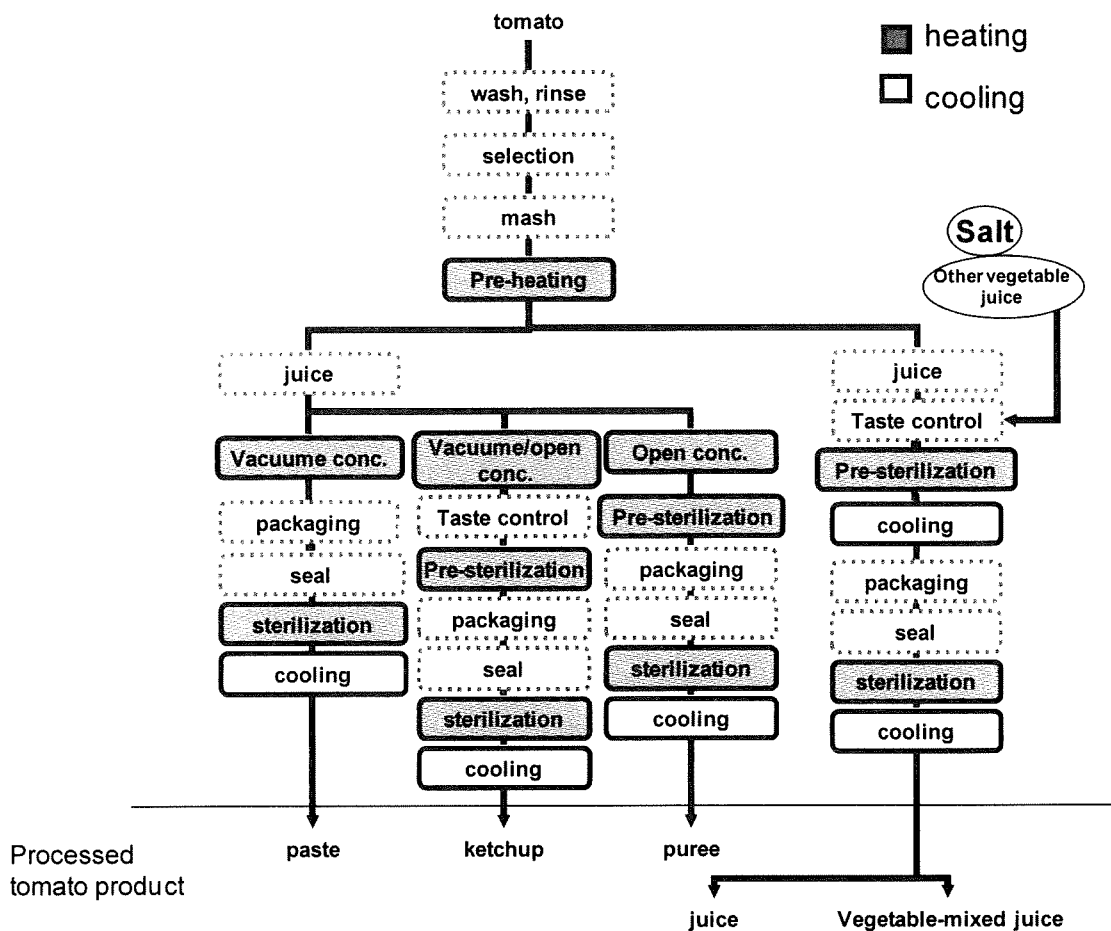 tomato
heating
cooling
wash, rinse
selection
mash
Pre-heating
Salt
Other vegetable
juice
juice
Vacuume conc.
packaging
seal
sterilization
cooling
Vacuume/open
conc.
Taste control
Pre-sterilization
packaging
seal
sterilization
cooling
Open conc.
Pre-sterilization
packaging
seal
sterilization
cooling
juice
Taste control
Pre-sterilization
cooling
packaging
seal
sterilization
cooling
Processed
tomato product
paste
ketchup
puree
juice
Vegetable-mixed juice